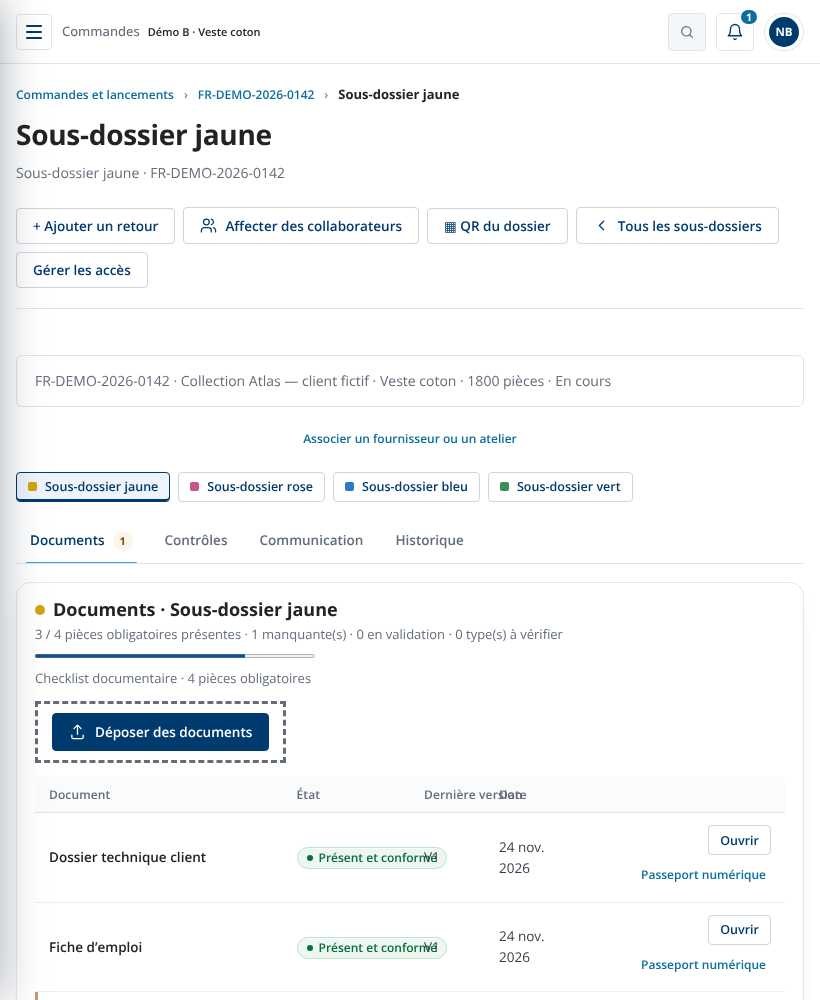 Commandes Démo B · Veste coton
1
NB
Commandes et lancements › FR-DEMO-2026-0142 › Sous-dossier jaune
Sous-dossier jaune
Sous-dossier jaune · FR-DEMO-2026-0142
+ Ajouter un retour
Affecter des collaborateurs
QR du dossier
Tous les sous-dossiers
Gérer les accès
FR-DEMO-2026-0142 · Collection Atlas — client fictif · Veste coton · 1800 pièces · En cours
Associer un fournisseur ou un atelier
Sous-dossier jaune
Sous-dossier rose
Sous-dossier bleu
Sous-dossier vert
Documents 1
Contrôles
Communication
Historique
Documents · Sous-dossier jaune
3 / 4 pièces obligatoires présentes · 1 manquante(s) · 0 en validation · 0 type(s) à vérifier
Checklist documentaire · 4 pièces obligatoires
Déposer des documents
Document
État
Dernière version
Date
Dossier technique client
Présent et conforme
V1
24 nov.
2026
Ouvrir
Passeport numérique
Fiche d’emploi
Présent et conforme
V1
24 nov.
2026
Ouvrir
Passeport numérique